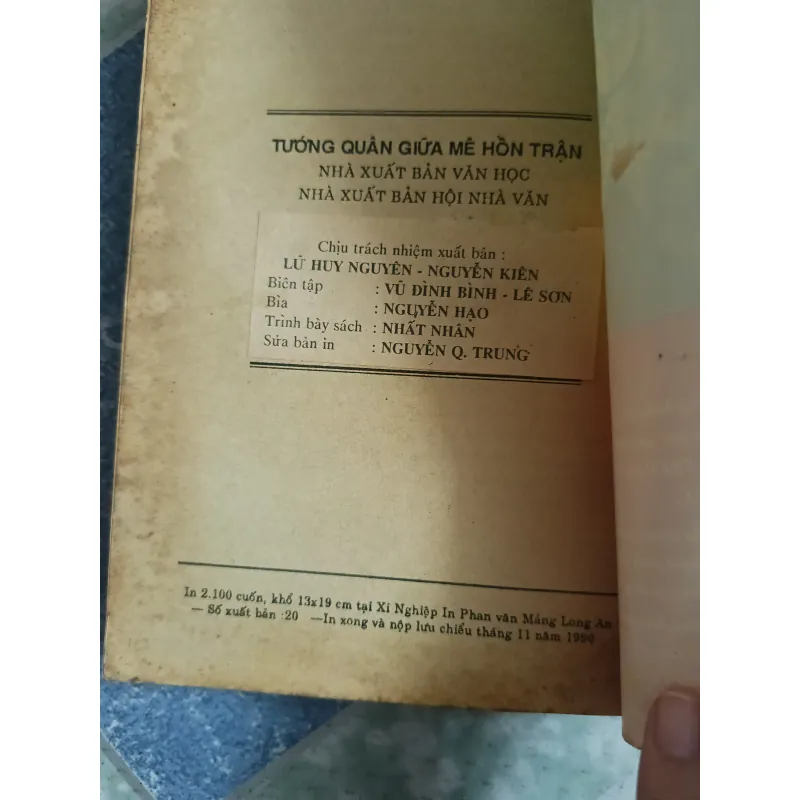 TƯỚNG QUÂN GIỮA MÊ HỒN TRẬN
NHÀ XUẤT BẢN VĂN HỌC
NHÀ XUẤT BẢN HỘI NHÀ VĂN
Chịu trách nhiệm xuất bản :
LỮ HUY NGUYÊN - NGUYỄN KIÊN
Biên tập : VŨ ĐÌNH BÌNH - LÊ SƠN
Bìa : NGUYỄN HẠO
Trình bày sách : NHẤT NHÂN
Sửa bản in : NGUYỄN Q. TRUNG
In 2.100 cuốn, khổ 13x19 cm tại Xí Nghiệp In Phan văn Mảng Long An
— Số xuất bản :20 —In xong và nộp lưu chiểu tháng 11 năm